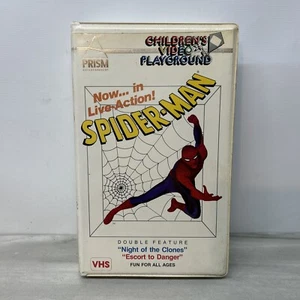 PRISM
ENTERTAINMENT
CHILDREN'S
VIDEO
PLAYGROUND
Now... in
Live-Action!
SPIDER-MAN
DOUBLE FEATURE
"Night of the Clones"
"Escort to Danger"
FUN FOR ALL AGES
VHS